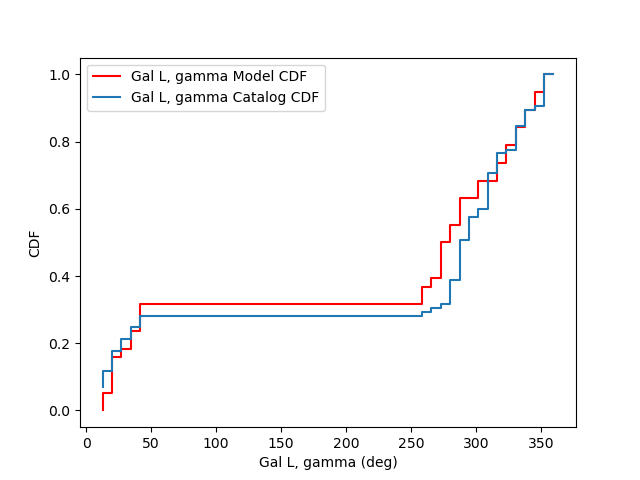 Gal L, gamma Model CDF
Gal L, gamma Catalog CDF
1.0
0.8
0.6
0.4
0.2
0.0
CDF
0 50 100 150 200 250 300 350
Gal L, gamma (deg)